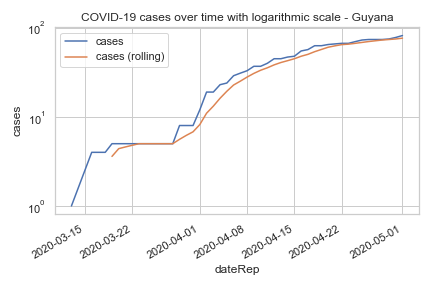 COVID-19 cases over time with logarithmic scale - Guyana
cases
cases (rolling)
10²
10¹
10⁰
cases
2020-03-15
2020-03-22
2020-04-01
2020-04-08
2020-04-15
2020-04-22
2020-05-01
dateRep